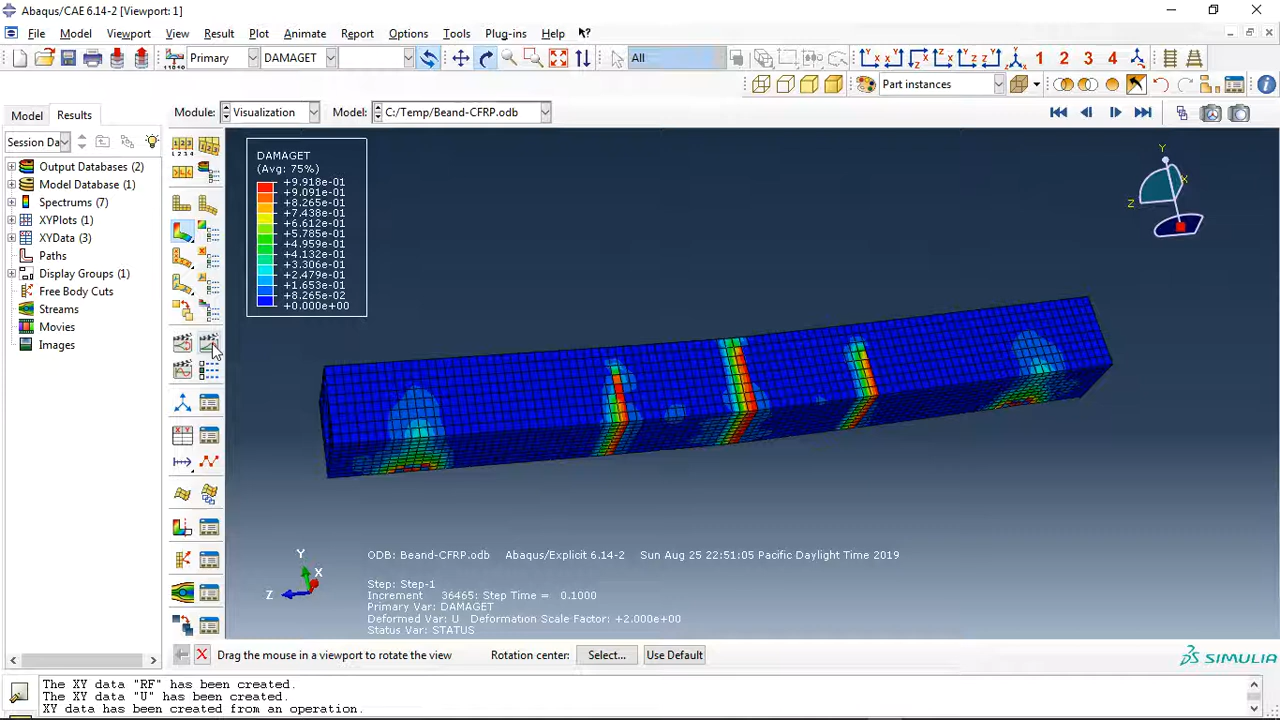 Abaqus/CAE 6.14-2 [Viewport: 1]
File Model Viewport View Result Plot Animate Report Options Tools Plug-ins Help
Primary DAMAGET All
Part instances
Model Results Module: Visualization Model: C:/Temp/Beand-CFRP.odb
Session Da
Output Databases (2)
Model Database (1)
Spectrums (7)
XYPlots (1)
XYData (3)
Paths
Display Groups (1)
Free Body Cuts
Streams
Movies
Images
DAMAGET
(Avg: 75%)
+9.918e-01
+9.091e-01
+8.265e-01
+7.438e-01
+6.612e-01
+5.785e-01
+4.959e-01
+4.132e-01
+3.306e-01
+2.479e-01
+1.653e-01
+8.265e-02
+0.000e+00
Y
X
Z
Y
X
Z
ODB: Beand-CFRP.odb Abaqus/Explicit 6.14-2 Sun Aug 25 22:51:05 Pacific Daylight Time 2019
Step: Step-1
Increment 36465: Step Time = 0.1000
Primary Var: DAMAGET
Deformed Var: U Deformation Scale Factor: +2.000e+00
Status Var: STATUS
Drag the mouse in a viewport to rotate the view Rotation center: Select... Use Default
SIMULIA
The XY data "RF" has been created.
The XY data "U" has been created.
XY data has been created from an operation.